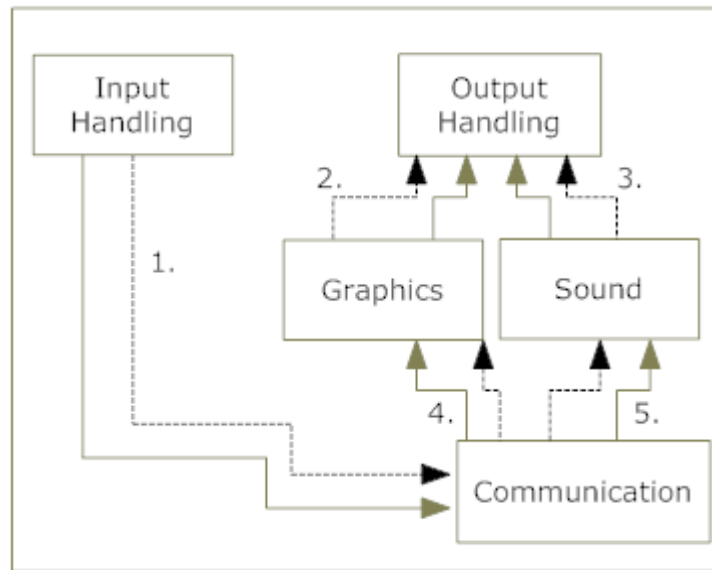 Input
Handling
Output
Handling
2.
3.
1.
Graphics
Sound
4.
5.
Communication